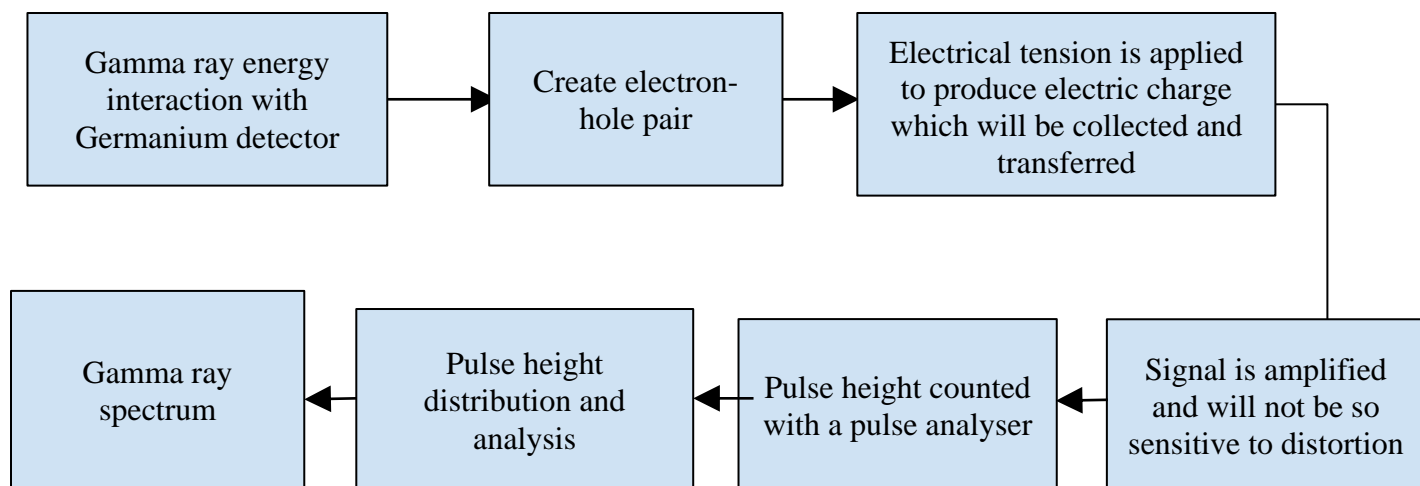 Gamma ray energy
interaction with
Germanium detector
Create electron-
hole pair
Electrical tension is applied
to produce electric charge
which will be collected and
transferred
Signal is amplified
and will not be so
sensitive to distortion
Pulse height counted
with a pulse analyser
Pulse height
distribution and
analysis
Gamma ray
spectrum